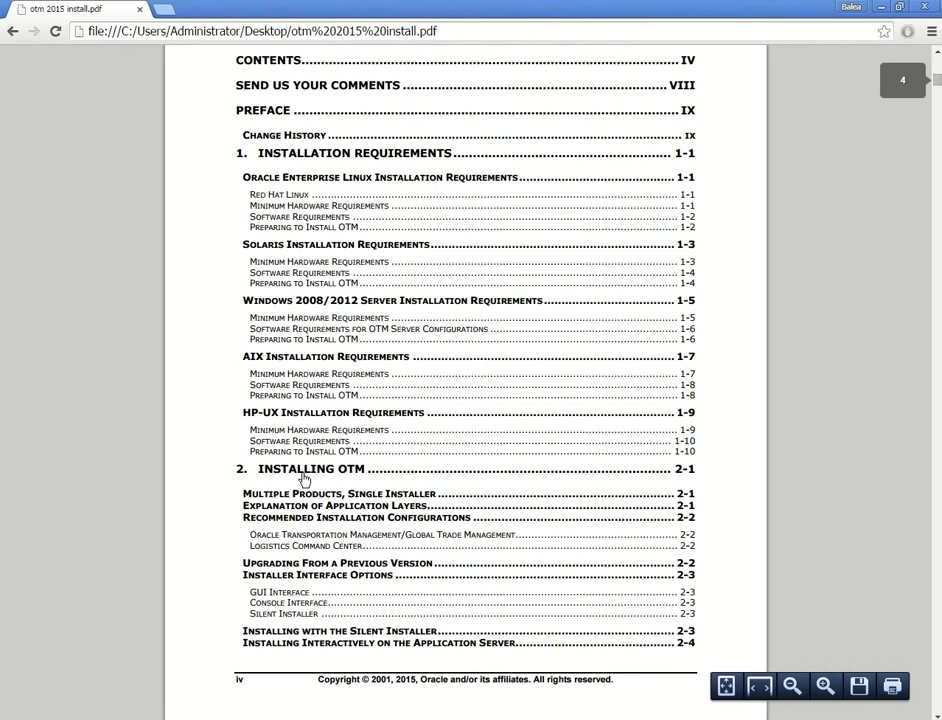 otm 2015 install.pdf
Balea
file:///C:/Users/Administrator/Desktop/otm%202015%20install.pdf
4
CONTENTS IV
SEND US YOUR COMMENTS VIII
PREFACE IX
CHANGE HISTORY IX
1. INSTALLATION REQUIREMENTS 1-1
ORACLE ENTERPRISE LINUX INSTALLATION REQUIREMENTS 1-1
RED HAT LINUX 1-1
MINIMUM HARDWARE REQUIREMENTS 1-1
SOFTWARE REQUIREMENTS 1-2
PREPARING TO INSTALL OTM 1-2
SOLARIS INSTALLATION REQUIREMENTS 1-3
MINIMUM HARDWARE REQUIREMENTS 1-3
SOFTWARE REQUIREMENTS 1-4
PREPARING TO INSTALL OTM 1-4
WINDOWS 2008/2012 SERVER INSTALLATION REQUIREMENTS 1-5
MINIMUM HARDWARE REQUIREMENTS 1-5
SOFTWARE REQUIREMENTS FOR OTM SERVER CONFIGURATIONS 1-6
PREPARING TO INSTALL OTM 1-6
AIX INSTALLATION REQUIREMENTS 1-7
MINIMUM HARDWARE REQUIREMENTS 1-7
SOFTWARE REQUIREMENTS 1-8
PREPARING TO INSTALL OTM 1-8
HP-UX INSTALLATION REQUIREMENTS 1-9
MINIMUM HARDWARE REQUIREMENTS 1-9
SOFTWARE REQUIREMENTS 1-10
PREPARING TO INSTALL OTM 1-10
2. INSTALLING OTM 2-1
MULTIPLE PRODUCTS, SINGLE INSTALLER 2-1
EXPLANATION OF APPLICATION LAYERS 2-1
RECOMMENDED INSTALLATION CONFIGURATIONS 2-2
ORACLE TRANSPORTATION MANAGEMENT/GLOBAL TRADE MANAGEMENT 2-2
LOGISTICS COMMAND CENTER 2-2
UPGRADING FROM A PREVIOUS VERSION 2-2
INSTALLER INTERFACE OPTIONS 2-3
GUI INTERFACE 2-3
CONSOLE INTERFACE 2-3
SILENT INSTALLER 2-3
INSTALLING WITH THE SILENT INSTALLER 2-3
INSTALLING INTERACTIVELY ON THE APPLICATION SERVER 2-4
iv Copyright © 2001, 2015, Oracle and/or its affiliates. All rights reserved.